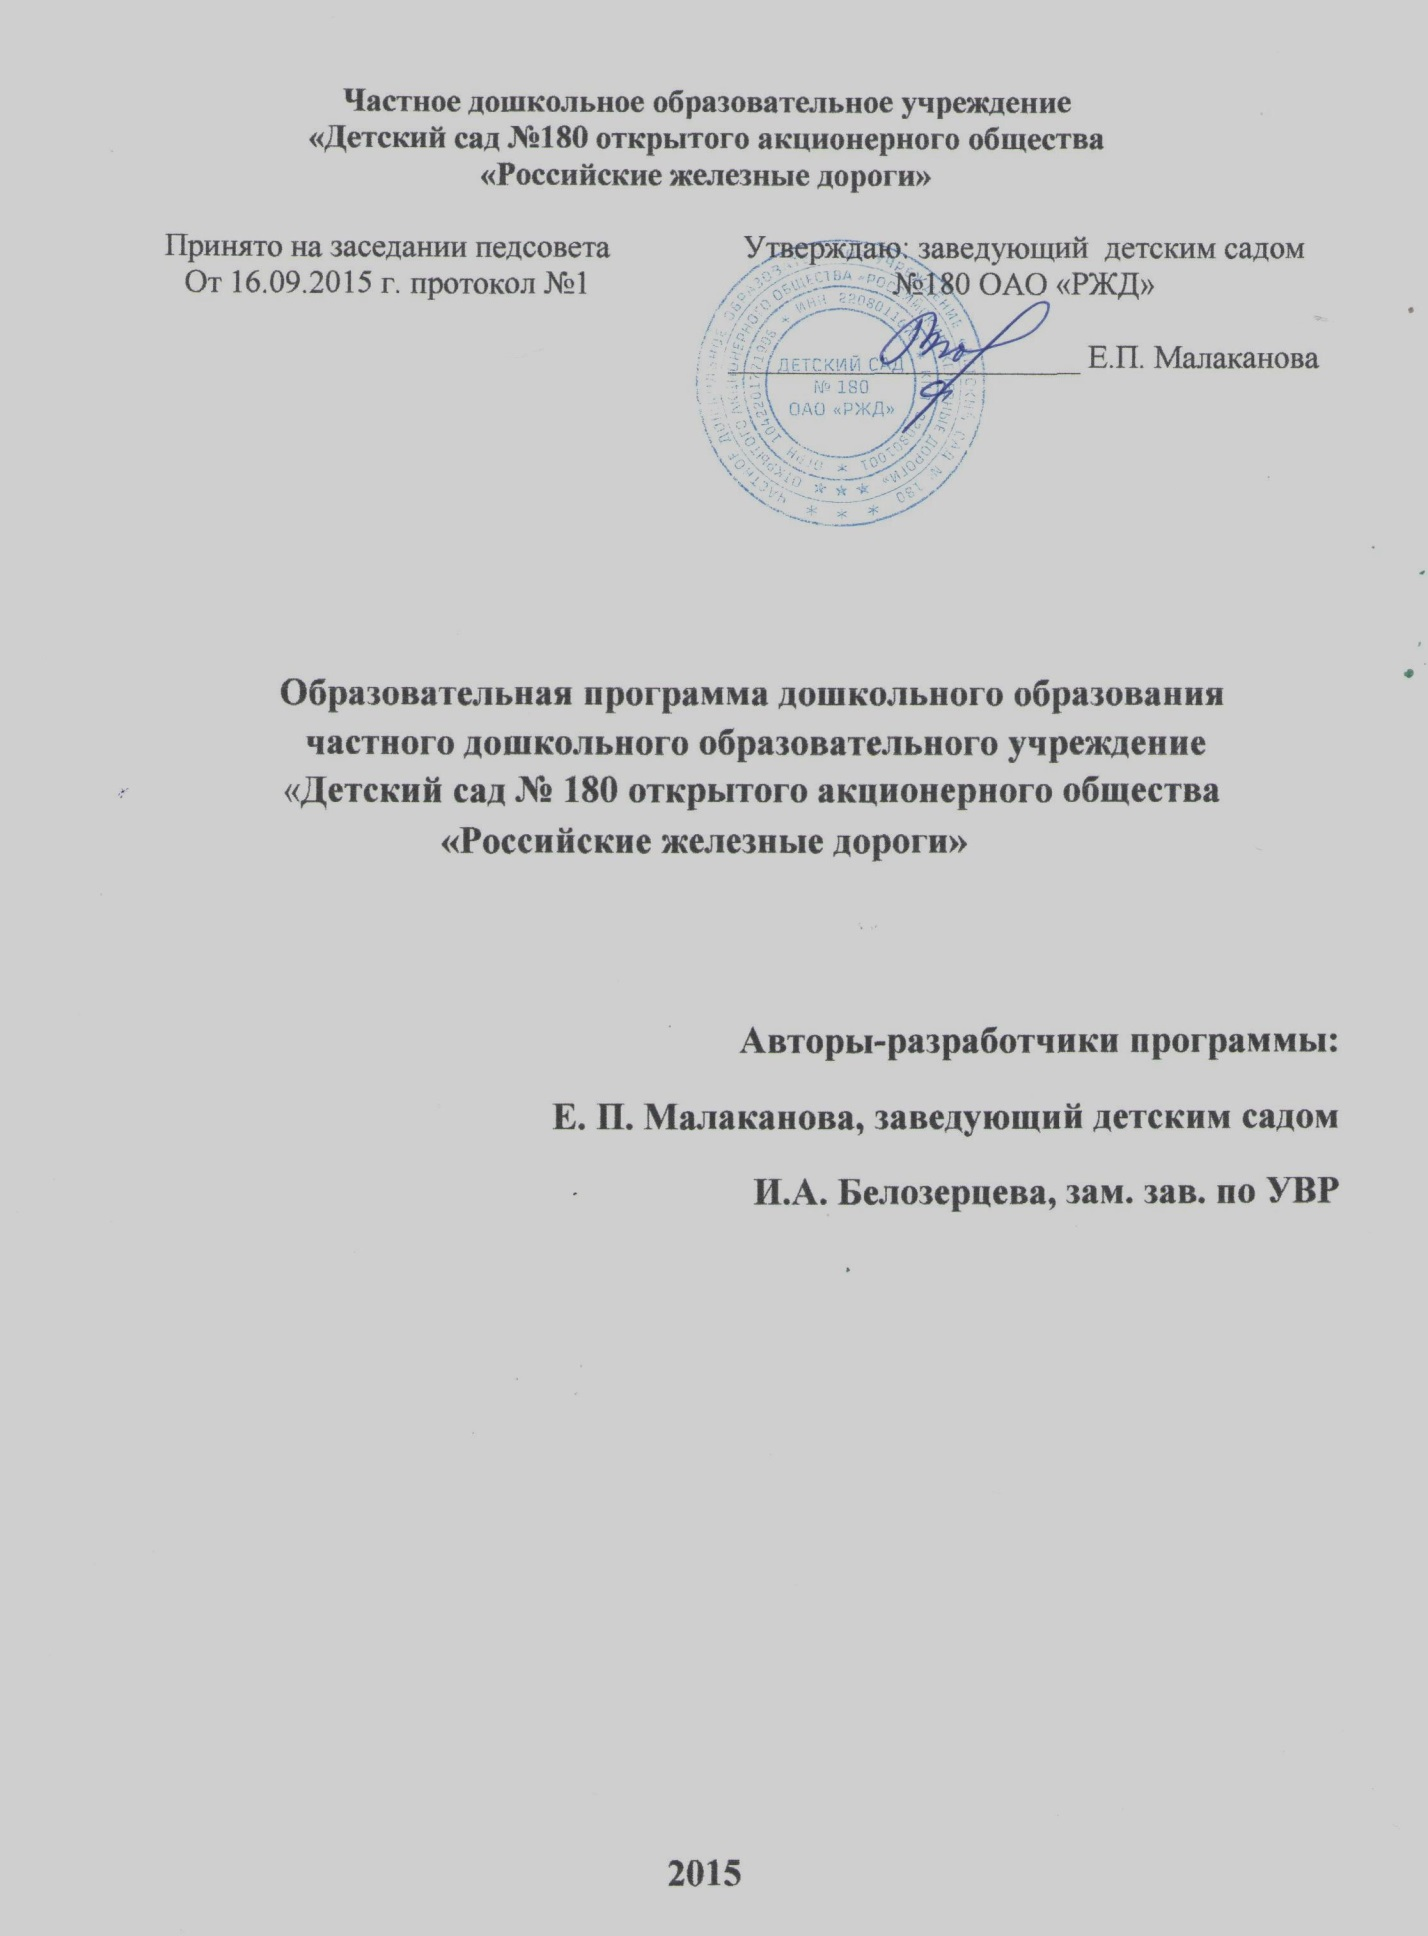 Частное дошкольное образовательное учреждение
«Детский сад №180 открытого акционерного общества
«Российские железные дороги»
Принято на заседании педсовета
От 16.09.2015 г. протокол №1
Утверждаю: заведующий детским садом
№180 ОАО «РЖД»
Е.П. Малаканова
ДЕТСКИЙ САД
№ 180
ОАО «РЖД»
Образовательная программа дошкольного образования
частного дошкольного образовательного учреждение
«Детский сад № 180 открытого акционерного общества
«Российские железные дороги»
Авторы-разработчики программы:
Е. П. Малаканова, заведующий детским садом
И.А. Белозерцева, зам. зав. по УВР
2015